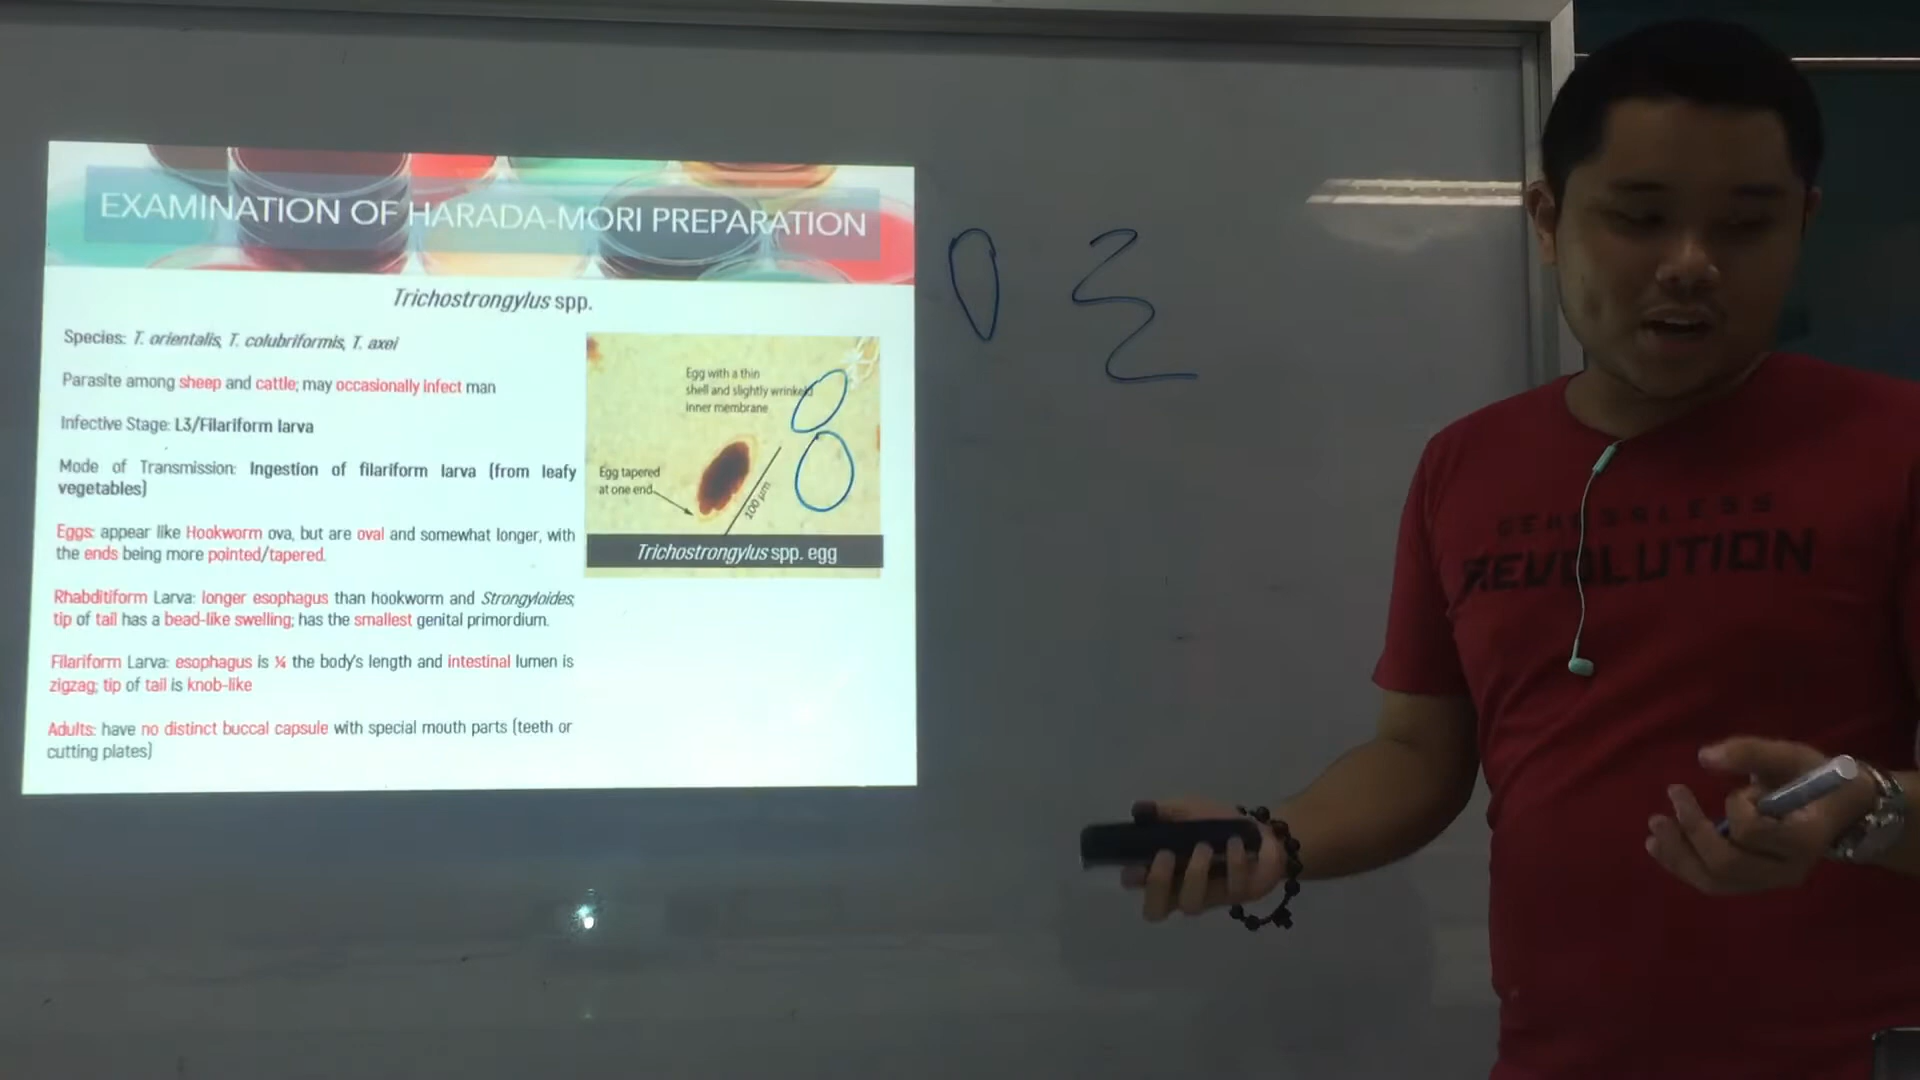 EXAMINATION OF HARADA-MORI PREPARATION
Trichostrongylus spp.
Species: T. orientalis, T. colubriformis, T. axei
Parasite among sheep and cattle; may occasionally infect man
Infective Stage: L3/Filariform larva
Mode of Transmission: Ingestion of filariform larva (from leafy
vegetables)
Eggs: appear like Hookworm ova, but are oval and somewhat longer, with
the ends being more pointed/tapered.
Rhabditiform Larva: longer esophagus than hookworm and Strongyloides;
tip of tail has a bead-like swelling; has the smallest genital primordium.
Filariform Larva: esophagus is ¼ the body's length and intestinal lumen is
zigzag; tip of tail is knob-like
Adults: have no distinct buccal capsule with special mouth parts (teeth or
cutting plates)
Egg with a thin
shell and slightly wrinkeld
inner membrane
Egg tapered
at one end
100 µm
Trichostrongylus spp. egg
REVOLUTION